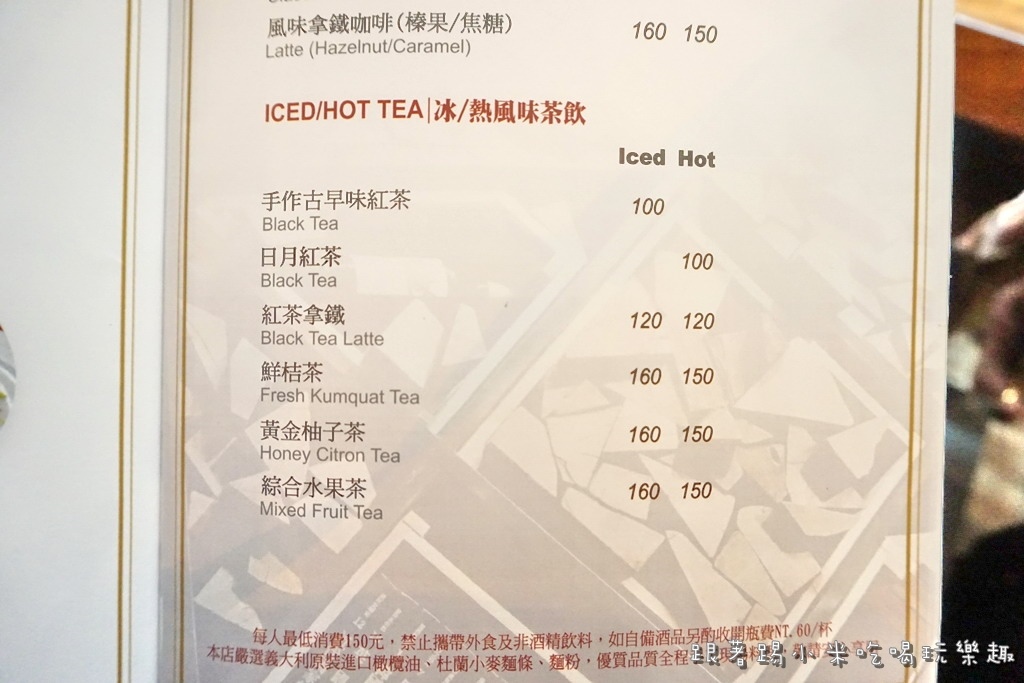 風味拿鐵咖啡(榛果/焦糖) 160 150
Latte (Hazelnut/Caramel)
ICED/HOT TEA|冰/熱風味茶飲
Iced Hot
手作古早味紅茶 100
Black Tea
日月紅茶 100
Black Tea
紅茶拿鐵 120 120
Black Tea Latte
鮮桔茶 160 150
Fresh Kumquat Tea
黃金柚子茶 160 150
Honey Citron Tea
綜合水果茶 160 150
Mixed Fruit Tea
每人最低消費150元，禁止攜帶外食及非酒精飲料，如自備酒品另酌收開瓶費NT.60/杯
本店嚴選義大利原裝進口橄欖油、杜蘭小麥麵條、麵粉，優質品質全程
跟著踢小米吃喝玩樂趣